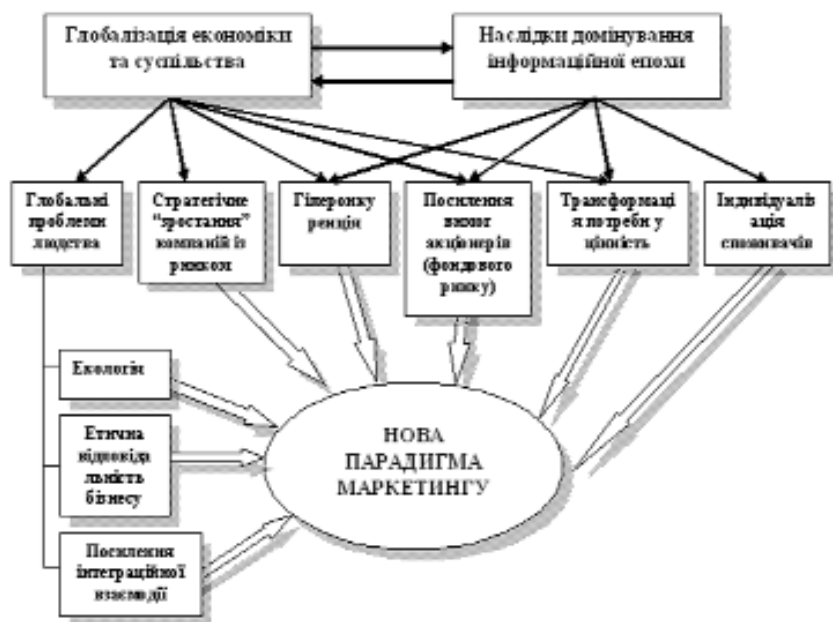 Глобалізація економіки
та суспільства
Наслідки домінування
інформаційної епохи
Глобальні
проблеми
людства
Стратегічне
“зростання”
компаній із
ринком
Гіперконку
ренція
Посилення
вимог
акціонерів
(фондового
ринку)
Трансформаці
я потреби у
цінність
Індивідуаліз
ація
споживачів
Екологія
Етична
відповіда
льність
бізнесу
Посилення
інтеграційної
взаємодії
НОВА
ПАРАДИГМА
МАРКЕТИНГУ